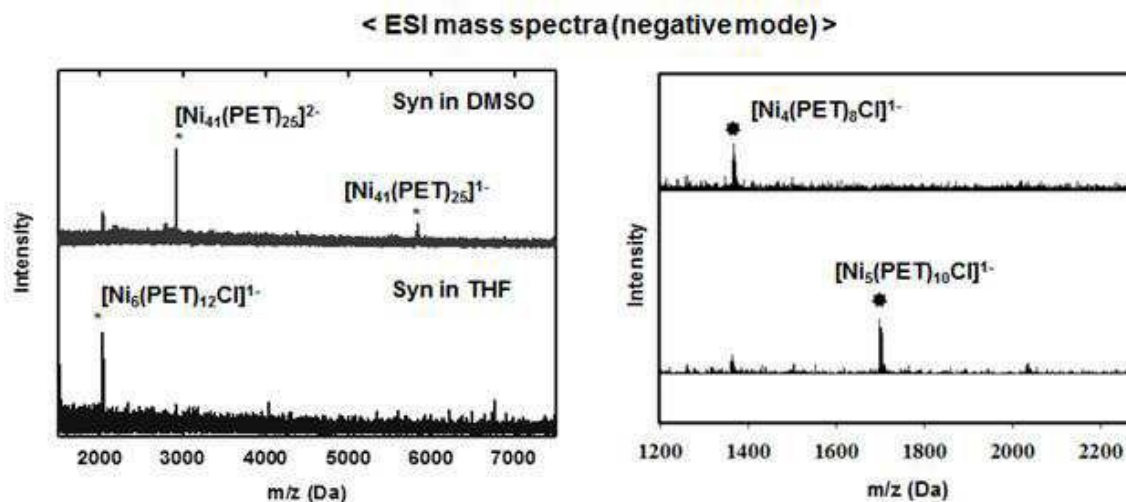 < ESI mass spectra (negative mode) >
Syn in DMSO
[Ni41(PET)25]2-
*
[Ni41(PET)25]1-
*
Syn in THF
[Ni6(PET)12Cl]1-
*
Intensity
2000 3000 4000 5000 6000 7000
m/z (Da)
[Ni4(PET)8Cl]1-
[Ni5(PET)10Cl]1-
Intensity
1200 1400 1600 1800 2000 2200
m/z (Da)